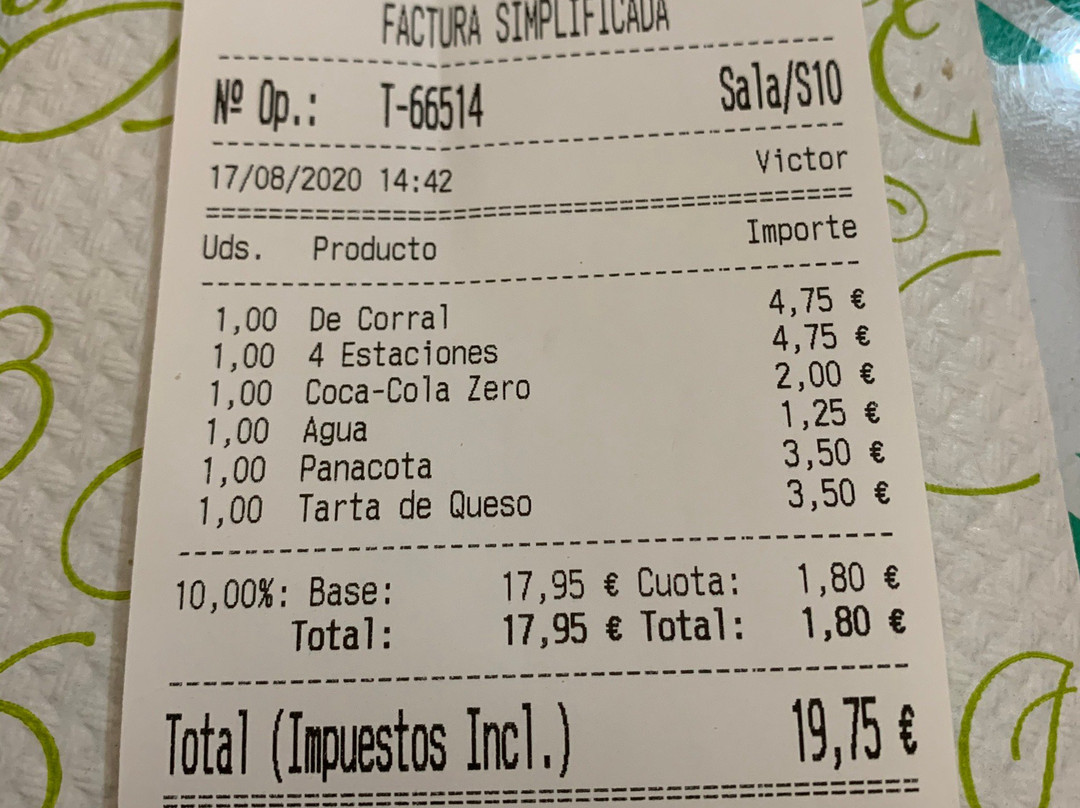 FACTURA SIMPLIFICADA
Nº Op.: T-66514 Sala/S10
17/08/2020 14:42 Victor
Uds. Producto Importe
1,00 De Corral 4,75 €
1,00 4 Estaciones 4,75 €
1,00 Coca-Cola Zero 2,00 €
1,00 Agua 1,25 €
1,00 Panacota 3,50 €
1,00 Tarta de Queso 3,50 €
10,00%: Base: 17,95 € Cuota: 1,80 €
Total: 17,95 € Total: 1,80 €
Total (Impuestos Incl.) 19,75 €